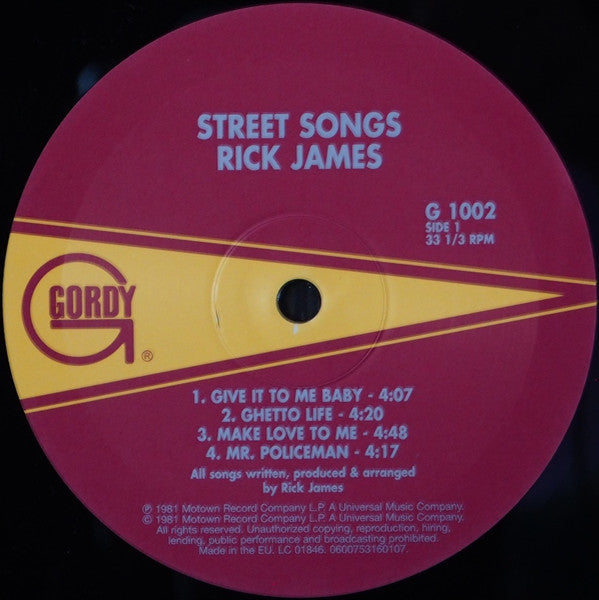 STREET SONGS
RICK JAMES
G 1002
SIDE 1
33 1/3 RPM
GORDY
®
1. GIVE IT TO ME BABY - 4:07
2. GHETTO LIFE - 4:20
3. MAKE LOVE TO ME - 4:48
4. MR. POLICEMAN - 4:17
All songs written, produced & arranged
by Rick James
℗ 1981 Motown Record Company L.P. A Universal Music Company.
© 1981 Motown Record Company L.P. A Universal Music Company.
All rights reserved. Unauthorized copying, reproduction, hiring,
lending, public performance and broadcasting prohibited.
Made in the EU. LC 01846. 0600753160107.